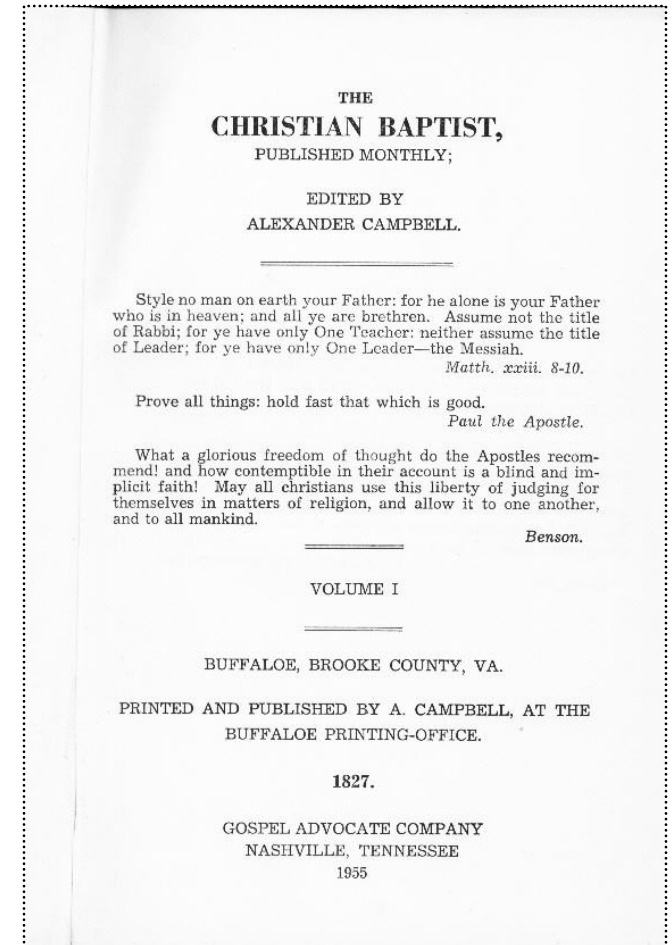 THE
CHRISTIAN BAPTIST,
PUBLISHED MONTHLY;
EDITED BY
ALEXANDER CAMPBELL.
Style no man on earth your Father: for he alone is your Father
who is in heaven; and all ye are brethren. Assume not the title
of Rabbi; for ye have only One Teacher: neither assume the title
of Leader; for ye have only One Leader—the Messiah.
Matth. xxiii. 8-10.
Prove all things: hold fast that which is good.
Paul the Apostle.
What a glorious freedom of thought do the Apostles recom-
mend! and how contemptible in their account is a blind and im-
plicit faith! May all christians use this liberty of judging for
themselves in matters of religion, and allow it to one another,
and to all mankind.
Benson.
VOLUME I
BUFFALOE, BROOKE COUNTY, VA.
PRINTED AND PUBLISHED BY A. CAMPBELL, AT THE
BUFFALOE PRINTING-OFFICE.
1827.
GOSPEL ADVOCATE COMPANY
NASHVILLE, TENNESSEE
1955